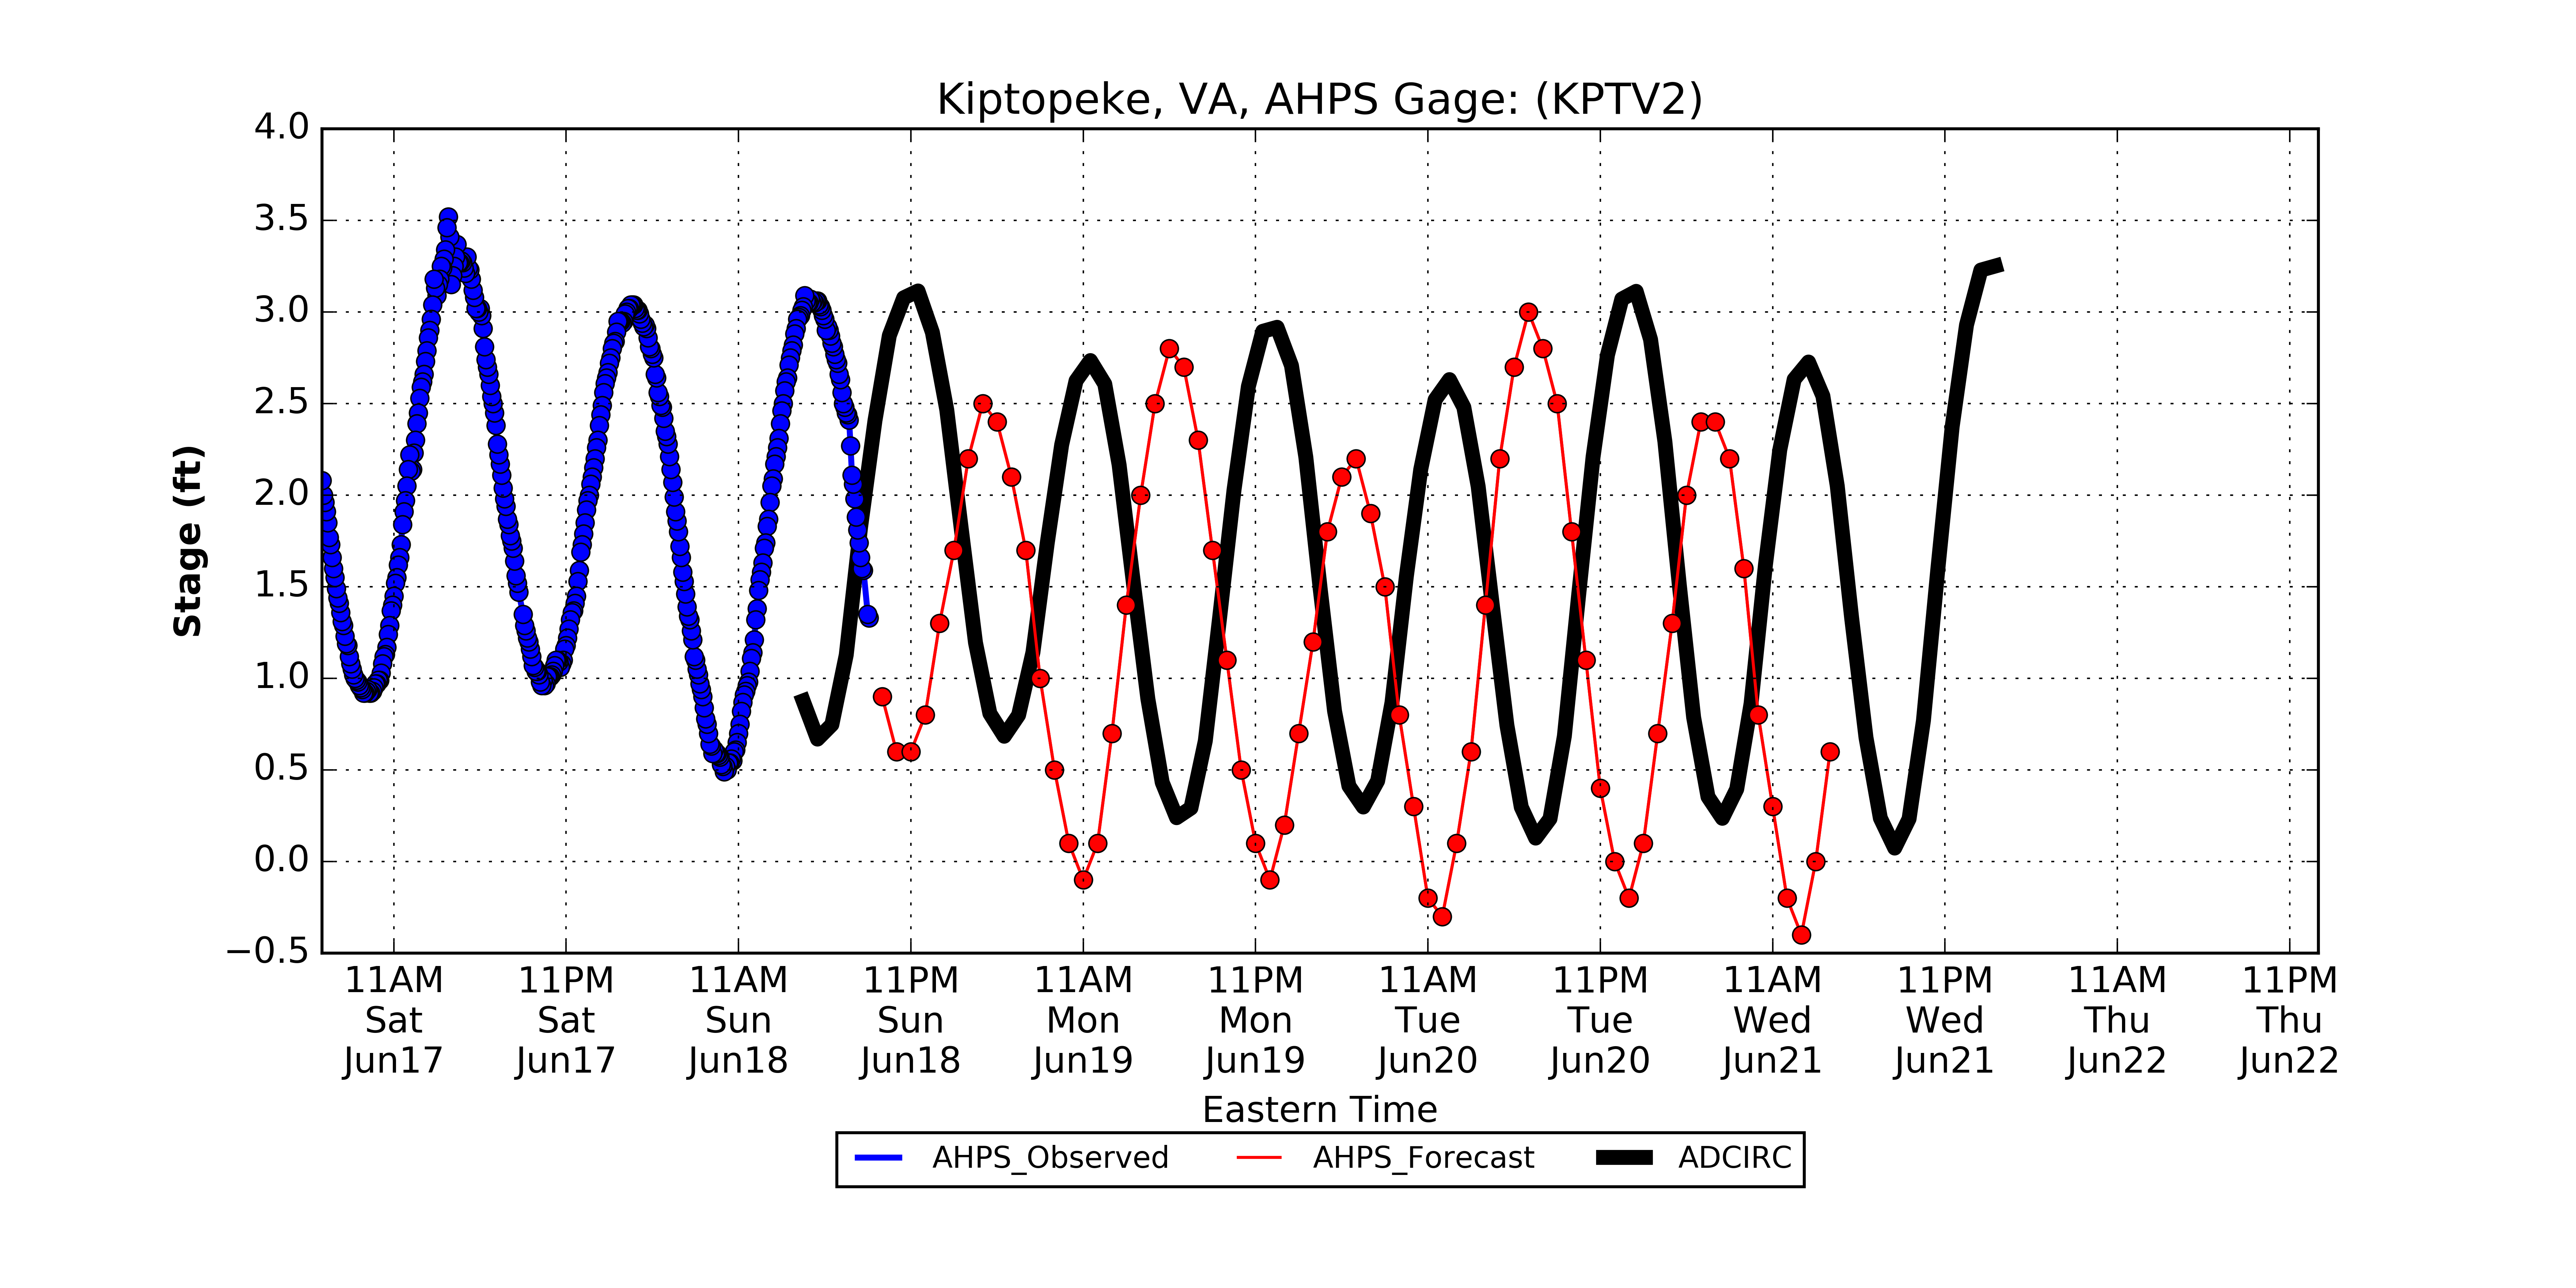 Kiptopeke, VA, AHPS Gage: (KPTV2)
4.0
3.5
3.0
2.5
2.0
1.5
1.0
0.5
0.0
−0.5
Stage (ft)
11AM 11PM 11AM 11PM 11AM 11PM 11AM 11PM 11AM 11PM 11AM 11PM
Sat Sat Sun Sun Mon Mon Tue Tue Wed Wed Thu Thu
Jun17 Jun17 Jun18 Jun18 Jun19 Jun19 Jun20 Jun20 Jun21 Jun21 Jun22 Jun22
Eastern Time
AHPS_Observed AHPS_Forecast ADCIRC